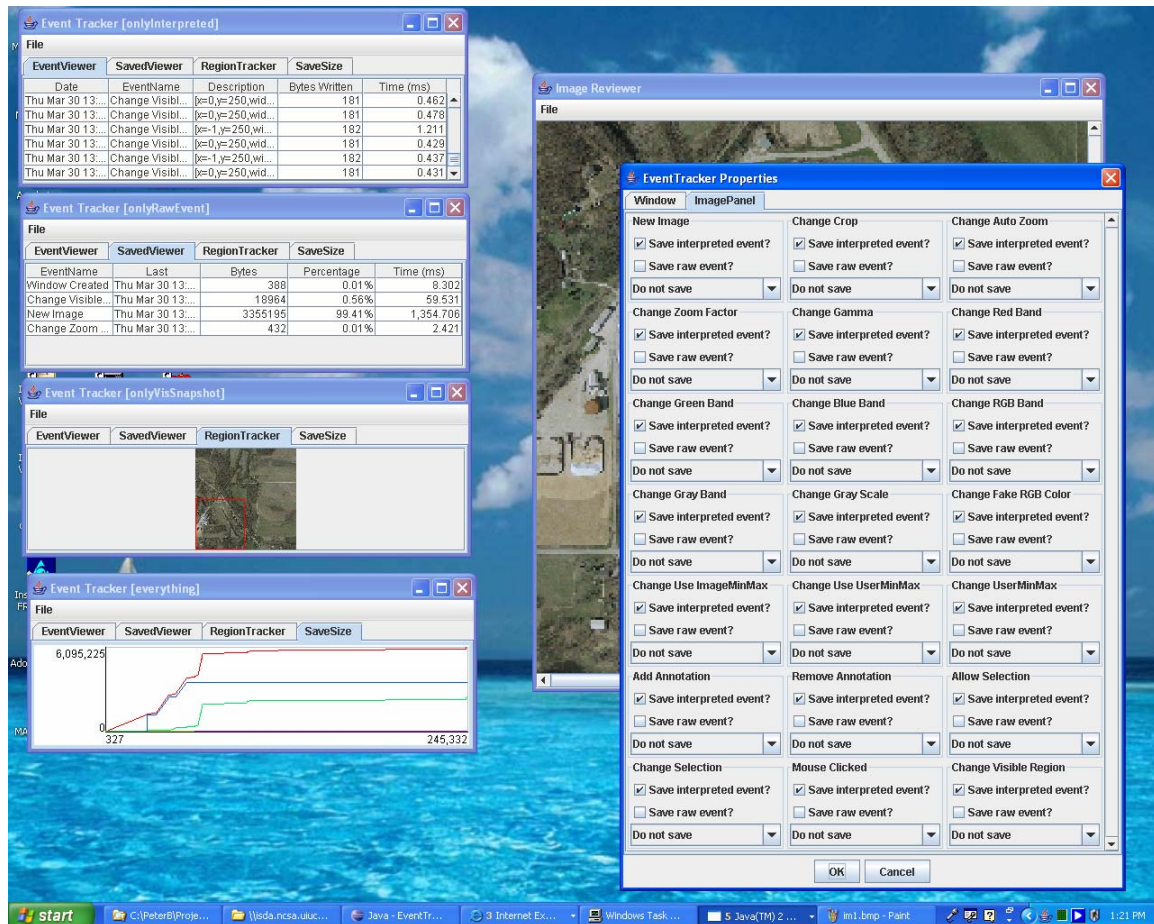 Event Tracker [onlyInterpreted]
File
EventViewer SavedViewer RegionTracker SaveSize
Date EventName Description Bytes Written Time (ms)
Thu Mar 30 13:... Change Visibl... [x=0,y=250,wid... 181 0.462
Thu Mar 30 13:... Change Visibl... [x=0,y=250,wid... 181 0.478
Thu Mar 30 13:... Change Visibl... [x=-1,y=250,wi... 182 1.211
Thu Mar 30 13:... Change Visibl... [x=0,y=250,wid... 181 0.429
Thu Mar 30 13:... Change Visibl... [x=-1,y=250,wi... 182 0.437
Thu Mar 30 13:... Change Visibl... [x=0,y=250,wid... 181 0.431
Event Tracker [onlyRawEvent]
File
EventViewer SavedViewer RegionTracker SaveSize
EventName Last Bytes Percentage Time (ms)
Window Created Thu Mar 30 13:... 388 0.01% 8.302
Change Visible... Thu Mar 30 13:... 18964 0.56% 59.531
New Image Thu Mar 30 13:... 3355195 99.41% 1,354.706
Change Zoom ... Thu Mar 30 13:... 432 0.01% 2.421
Event Tracker [onlyVisSnapshot]
File
EventViewer SavedViewer RegionTracker SaveSize
Event Tracker [everything]
File
EventViewer SavedViewer RegionTracker SaveSize
6,095,225
0
327 245,332
Image Reviewer
File
EventTracker Properties
Window ImagePanel
New Image Change Crop Change Auto Zoom
Save interpreted event? Save interpreted event? Save interpreted event?
Save raw event? Save raw event? Save raw event?
Do not save Do not save Do not save
Change Zoom Factor Change Gamma Change Red Band
Save interpreted event? Save interpreted event? Save interpreted event?
Save raw event? Save raw event? Save raw event?
Do not save Do not save Do not save
Change Green Band Change Blue Band Change RGB Band
Save interpreted event? Save interpreted event? Save interpreted event?
Save raw event? Save raw event? Save raw event?
Do not save Do not save Do not save
Change Gray Band Change Gray Scale Change Fake RGB Color
Save interpreted event? Save interpreted event? Save interpreted event?
Save raw event? Save raw event? Save raw event?
Do not save Do not save Do not save
Change Use ImageMinMax Change Use UserMinMax Change UserMinMax
Save interpreted event? Save interpreted event? Save interpreted event?
Save raw event? Save raw event? Save raw event?
Do not save Do not save Do not save
Add Annotation Remove Annotation Allow Selection
Save interpreted event? Save interpreted event? Save interpreted event?
Save raw event? Save raw event? Save raw event?
Do not save Do not save Do not save
Change Selection Mouse Clicked Change Visible Region
Save interpreted event? Save interpreted event? Save interpreted event?
Save raw event? Save raw event? Save raw event?
Do not save Do not save Do not save
OK Cancel
start C:\PeterB\Proje... \\isda.ncsa.uiuc... Java - EventTr... 3 Internet Ex... Windows Task ... 5 Java(TM) 2 ... im1.bmp - Paint 1:21 PM